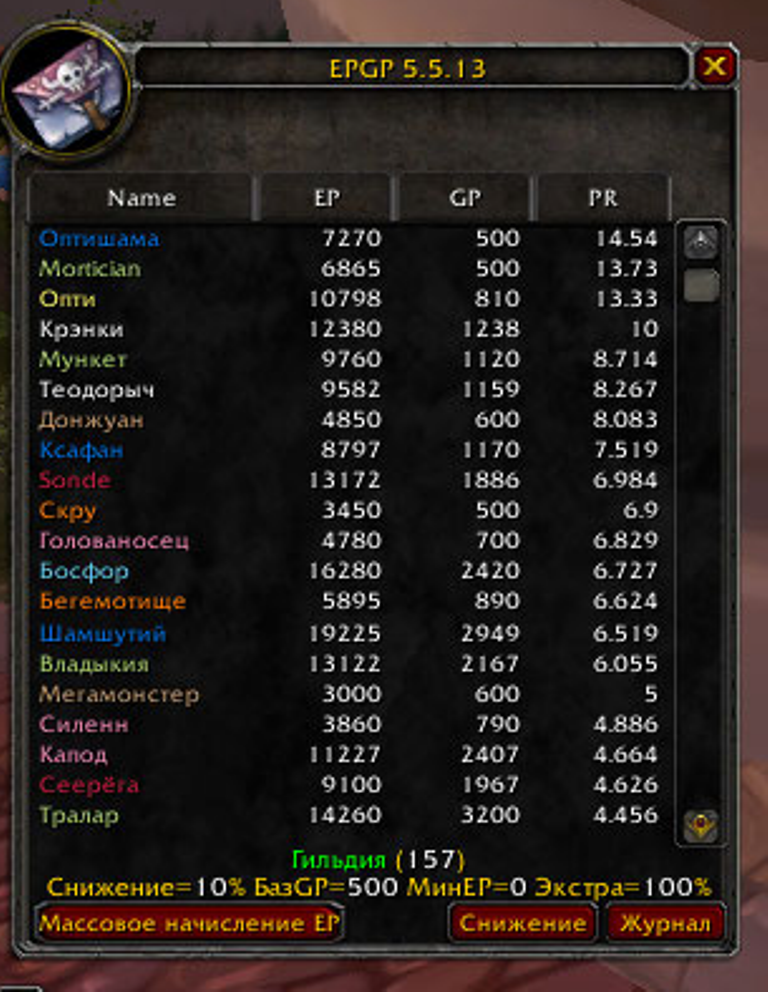 EPGP 5.5.13
Name EP GP PR
Оптишама 7270 500 14.54
Mortician 6865 500 13.73
Опти 10798 810 13.33
Крэнки 12380 1238 10
Мункет 9760 1120 8.714
Теодорыч 9582 1159 8.267
Донжуан 4850 600 8.083
Ксафан 8797 1170 7.519
Sonde 13172 1886 6.984
Скру 3450 500 6.9
Голованосец 4780 700 6.829
Босфор 16280 2420 6.727
Бегемотище 5895 890 6.624
Шамшутий 19225 2949 6.519
Владыкия 13122 2167 6.055
Мегамонстер 3000 600 5
Силенн 3860 790 4.886
Капод 11227 2407 4.664
Сеерёга 9100 1967 4.626
Тралар 14260 3200 4.456
Гильдия (157)
Снижение=10% БазGP=500 МинEP=0 Экстра=100%
Массовое начисление EP Снижение Журнал